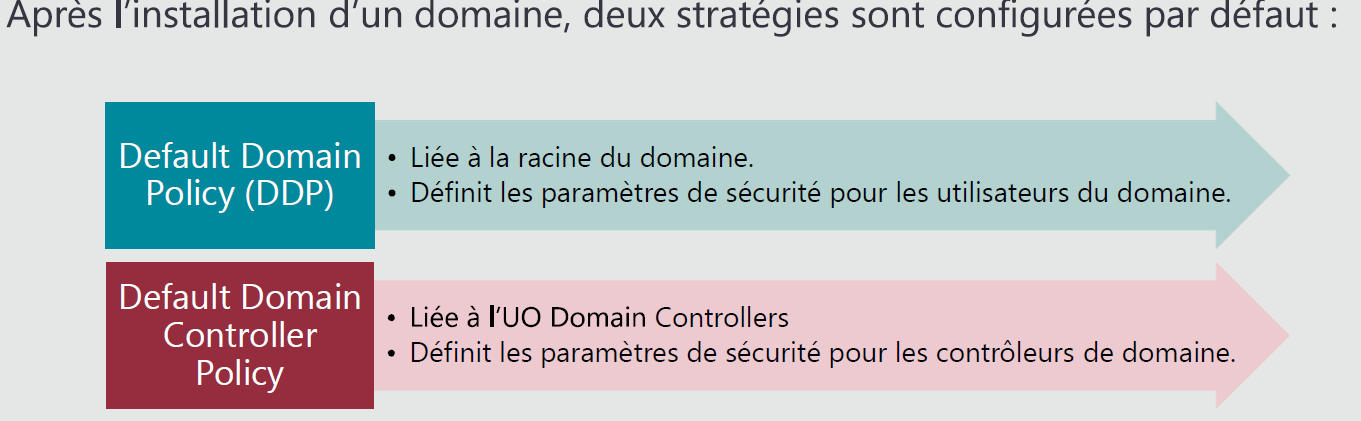 Après l’installation d’un domaine, deux stratégies sont configurées par défaut :
Default Domain
Policy (DDP)
• Liée à la racine du domaine.
• Définit les paramètres de sécurité pour les utilisateurs du domaine.
Default Domain
Controller
Policy
• Liée à l’UO Domain Controllers
• Définit les paramètres de sécurité pour les contrôleurs de domaine.